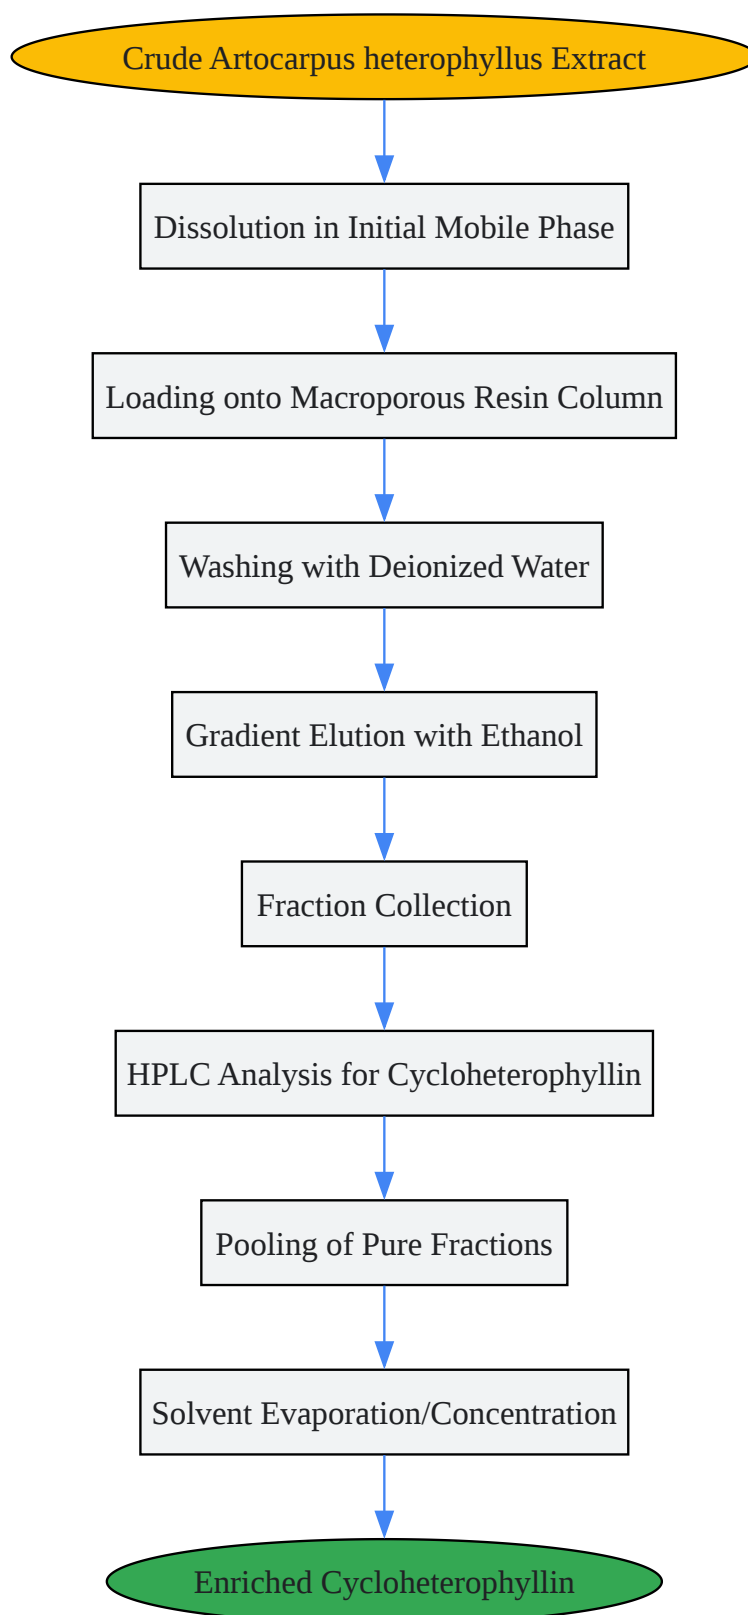 Crude Artocarpus heterophyllus Extract
Dissolution in Initial Mobile Phase
Loading onto Macroporous Resin Column
Washing with Deionized Water
Gradient Elution with Ethanol
Fraction Collection
HPLC Analysis for Cycloheterophyllin
Pooling of Pure Fractions
Solvent Evaporation/Concentration
Enriched Cycloheterophyllin